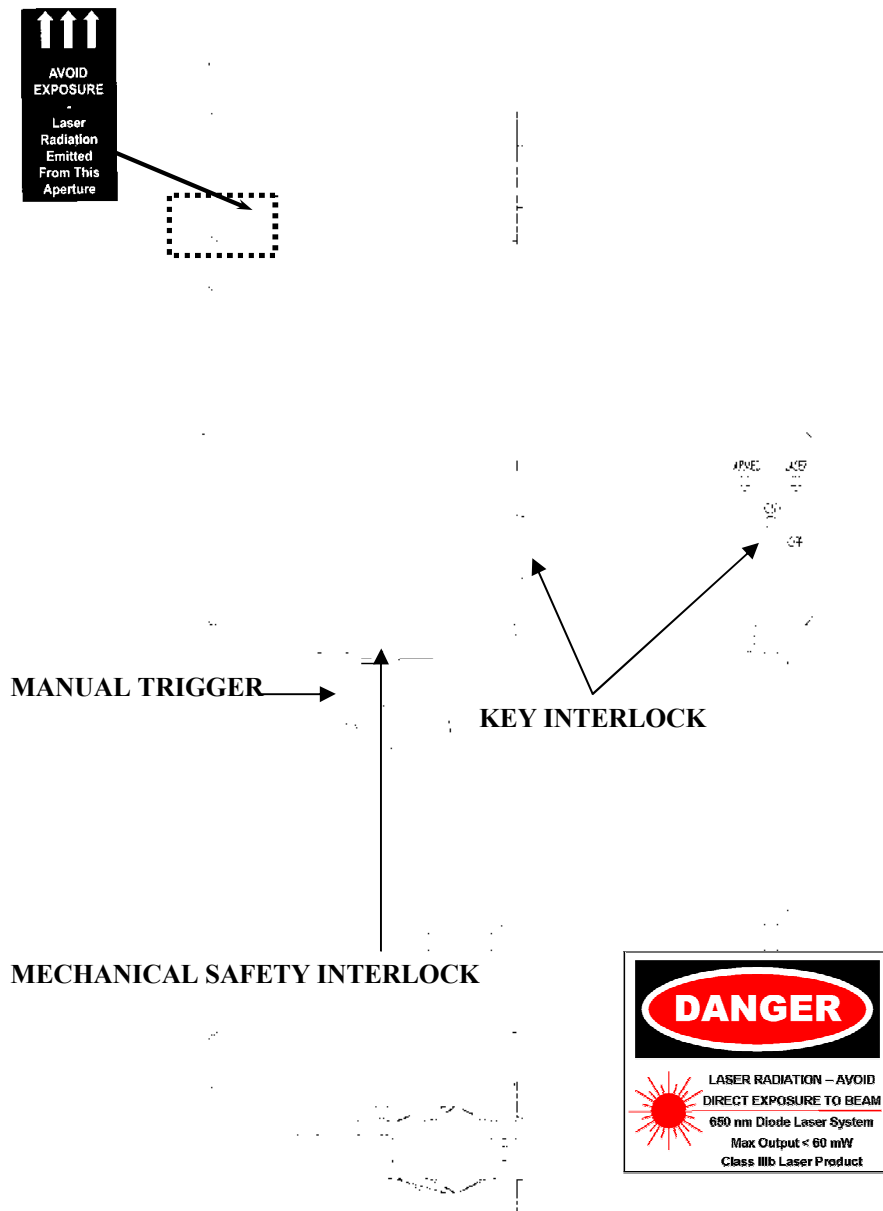 AVOID
EXPOSURE
-
Laser
Radiation
Emitted
From This
Aperture
MANUAL TRIGGER
KEY INTERLOCK
MECHANICAL SAFETY INTERLOCK
DANGER
LASER RADIATION – AVOID
DIRECT EXPOSURE TO BEAM
650 nm Diode Laser System
Max Output < 60 mW
Class IIIb Laser Product